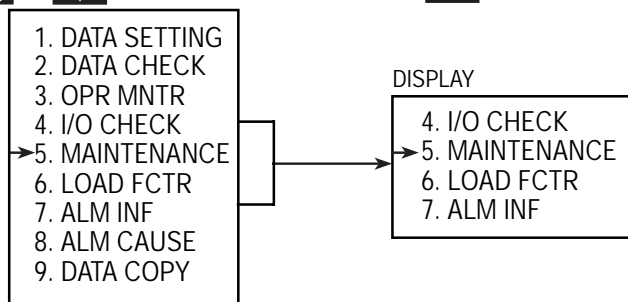 1. DATA SETTING
2. DATA CHECK
3. OPR MNTR
4. I/O CHECK
5. MAINTENANCE
6. LOAD FCTR
7. ALM INF
8. ALM CAUSE
9. DATA COPY
DISPLAY
4. I/O CHECK
5. MAINTENANCE
6. LOAD FCTR
7. ALM INF